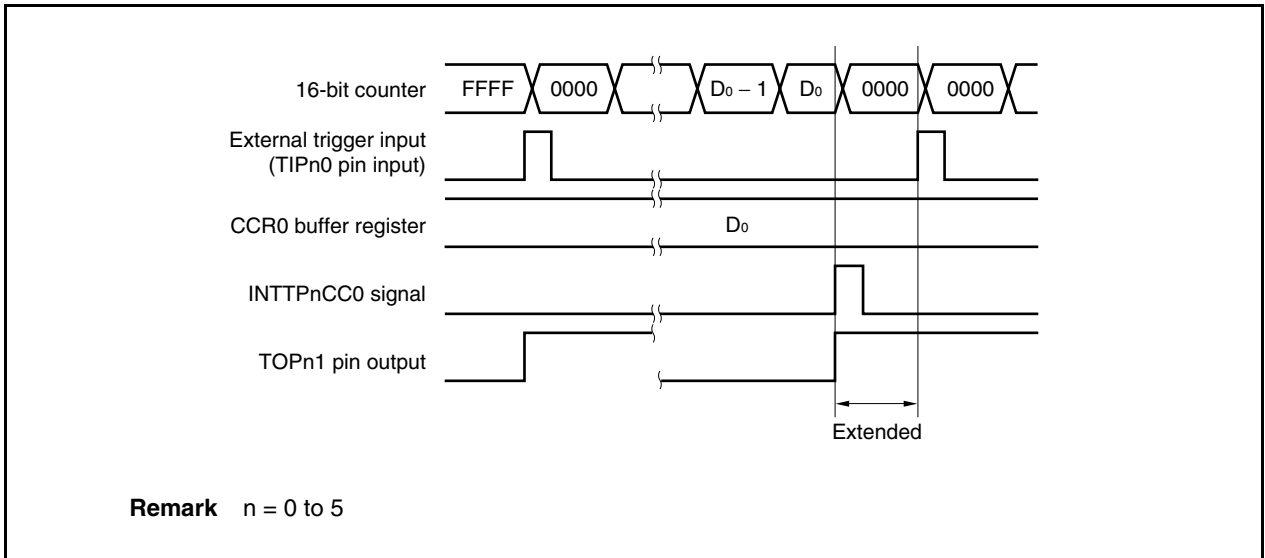 16-bit counter FFFF 0000 D₀ − 1 D₀ 0000 0000
External trigger input
(TIPn0 pin input)
CCR0 buffer register D₀
INTTPnCC0 signal
TOPn1 pin output
Extended
Remark n = 0 to 5